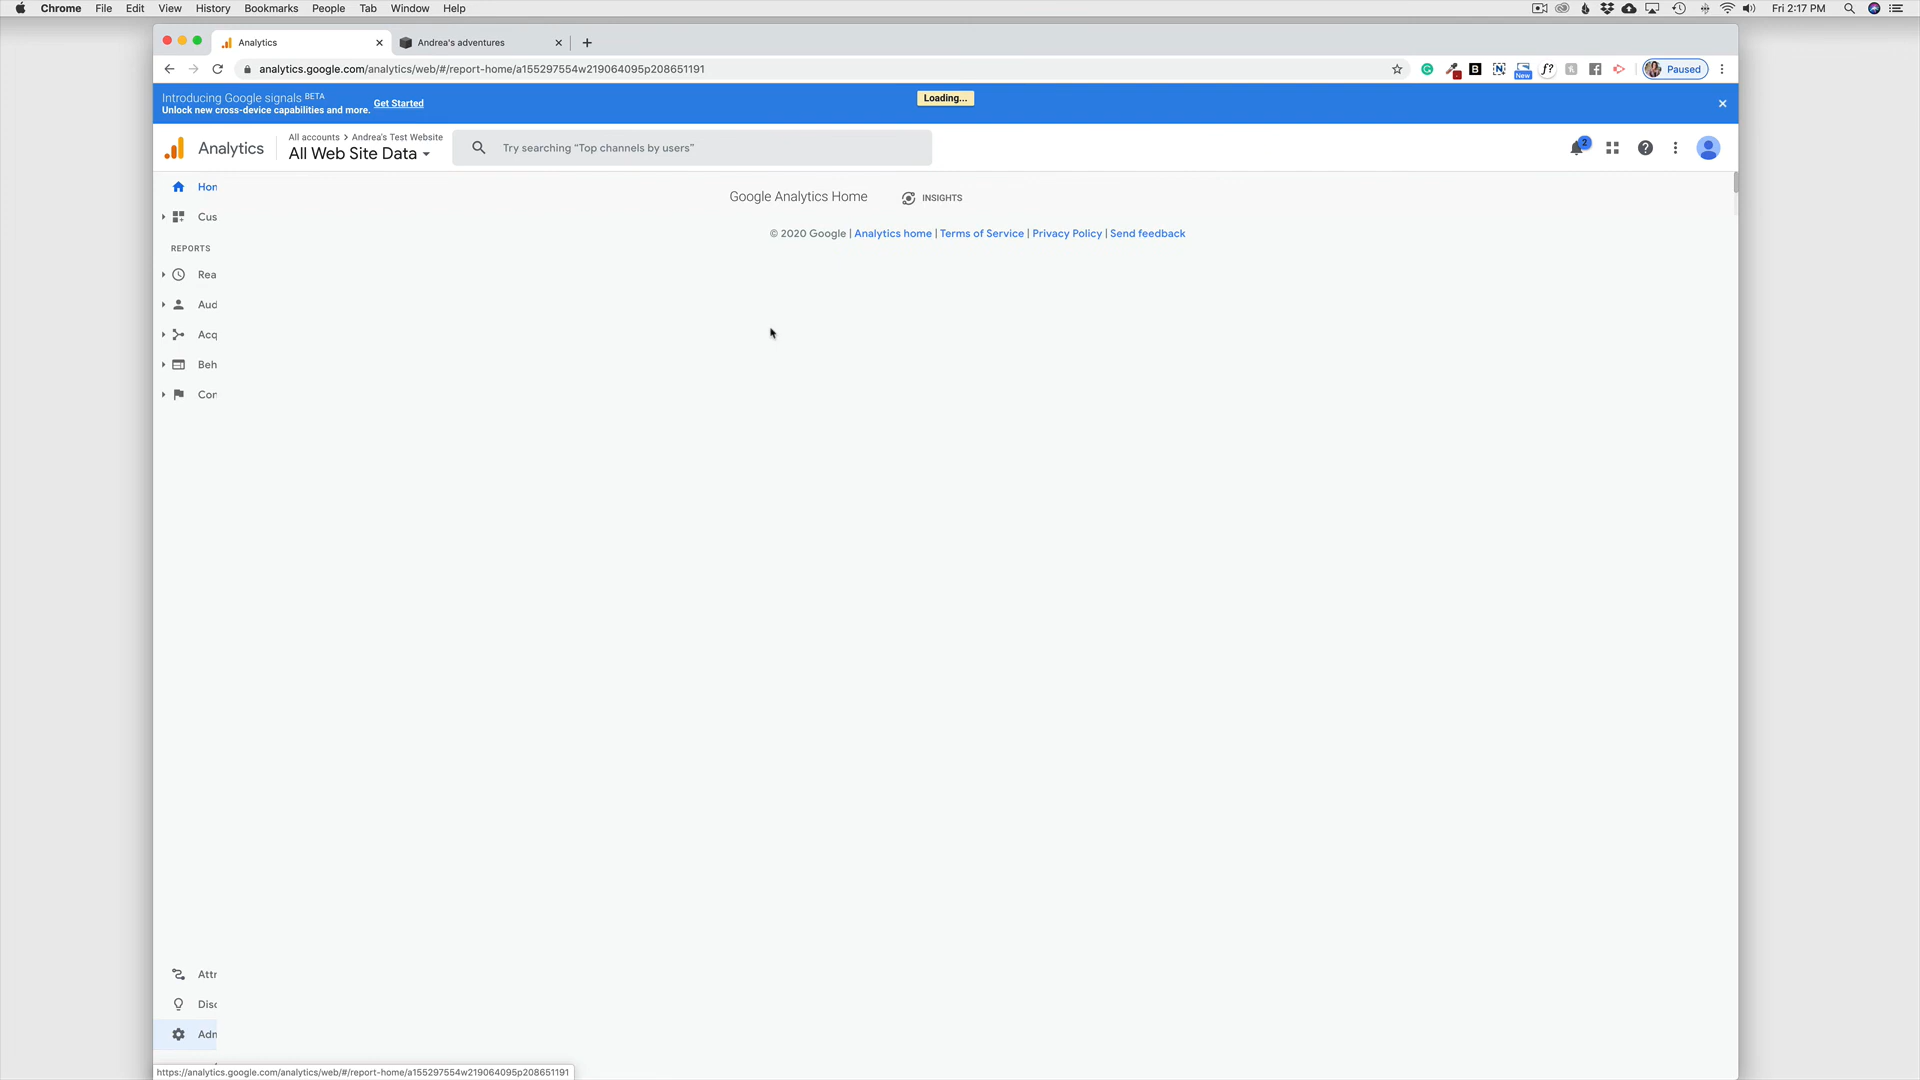 Chrome File Edit View History Bookmarks People Tab Window Help Fri 2:17 PM
Analytics Andrea's adventures
analytics.google.com/analytics/web/#/report-home/a155297554w219064095p208651191
B N New f? Paused
Introducing Google signals BETA
Unlock new cross-device capabilities and more. Get Started
Loading...
Analytics
All accounts > Andrea's Test Website
All Web Site Data
Try searching “Top channels by users”
2
Hon
Cus
REPORTS
Rea
Aud
Acq
Beh
Con
Google Analytics Home INSIGHTS
© 2020 Google | Analytics home | Terms of Service | Privacy Policy | Send feedback
Attr
Disc
Adn
https://analytics.google.com/analytics/web/#/report-home/a155297554w219064095p208651191